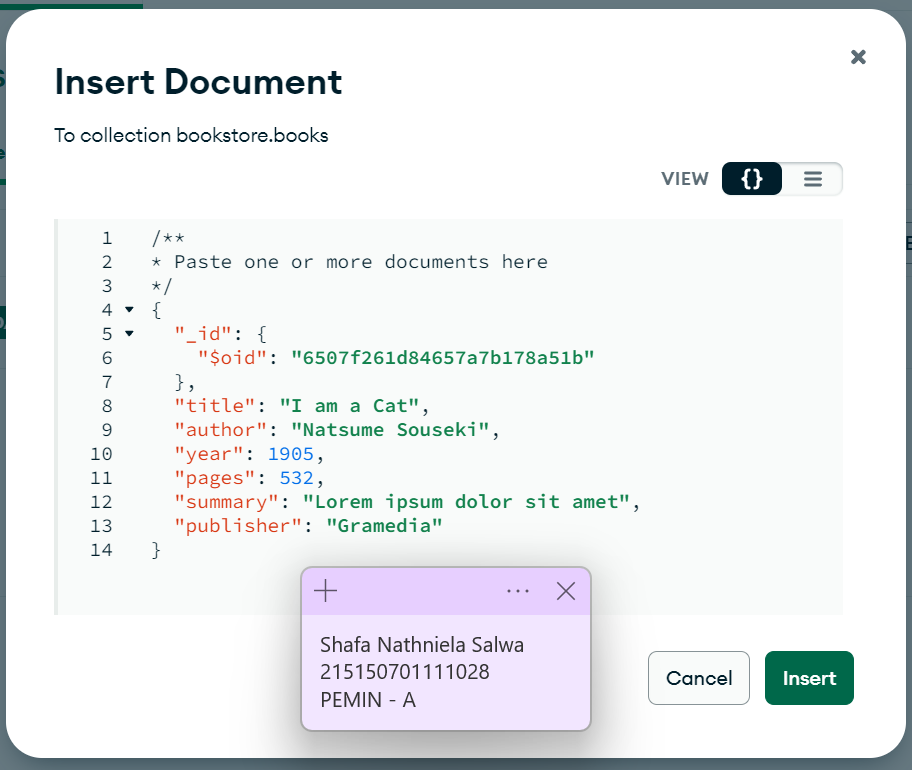 Insert Document
To collection bookstore.books
VIEW {}
1 /**
2 * Paste one or more documents here
3 */
4 {
5 "_id": {
6 "$oid": "6507f261d84657a7b178a51b"
7 },
8 "title": "I am a Cat",
9 "author": "Natsume Souseki",
10 "year": 1905,
11 "pages": 532,
12 "summary": "Lorem ipsum dolor sit amet",
13 "publisher": "Gramedia"
14 }
Shafa Nathniela Salwa
215150701111028
PEMIN - A
Cancel Insert